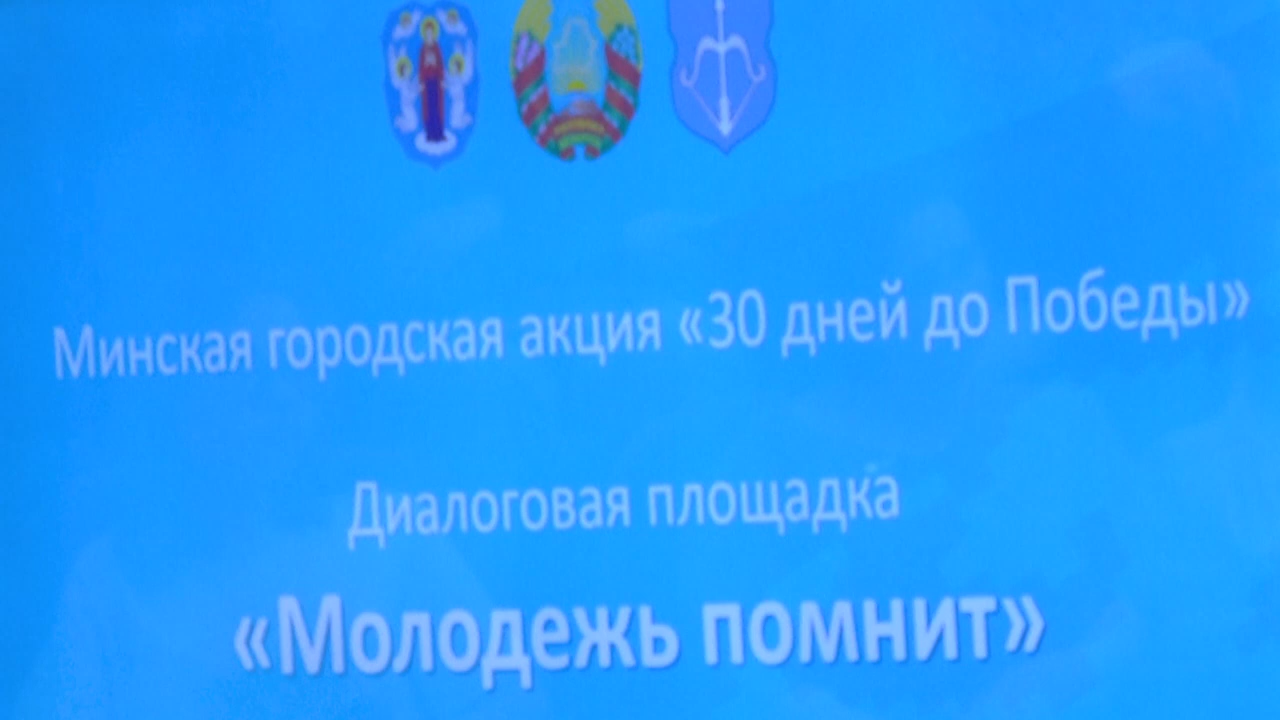 Минская городская акция «30 дней до Победы»
Диалоговая площадка
«Молодежь помнит»